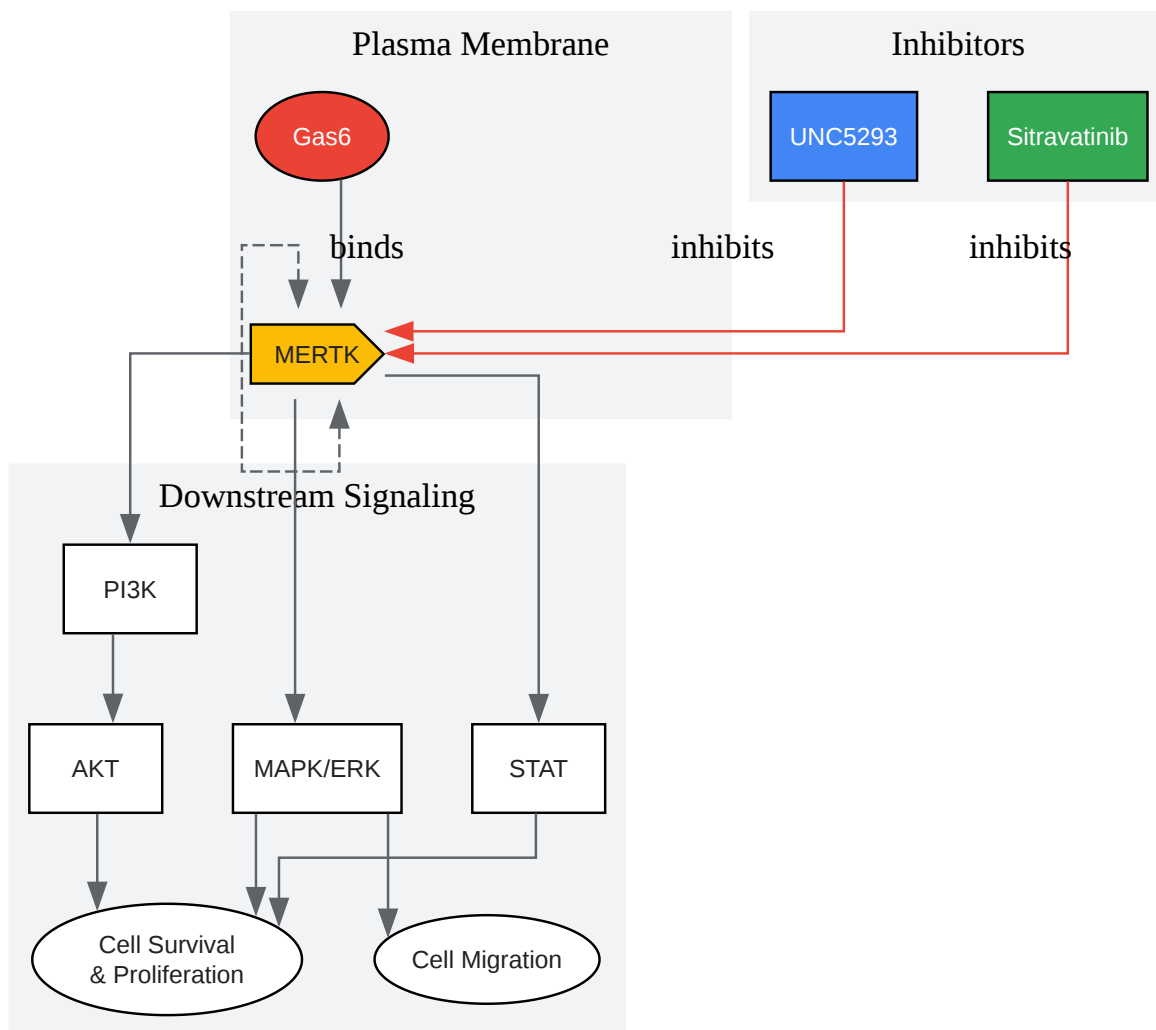 Plasma Membrane
Inhibitors
Gas6
UNC5293
Sitravatinib
binds
inhibits
inhibits
MERTK
Downstream Signaling
PI3K
AKT
MAPK/ERK
STAT
Cell Survival
& Proliferation
Cell Migration